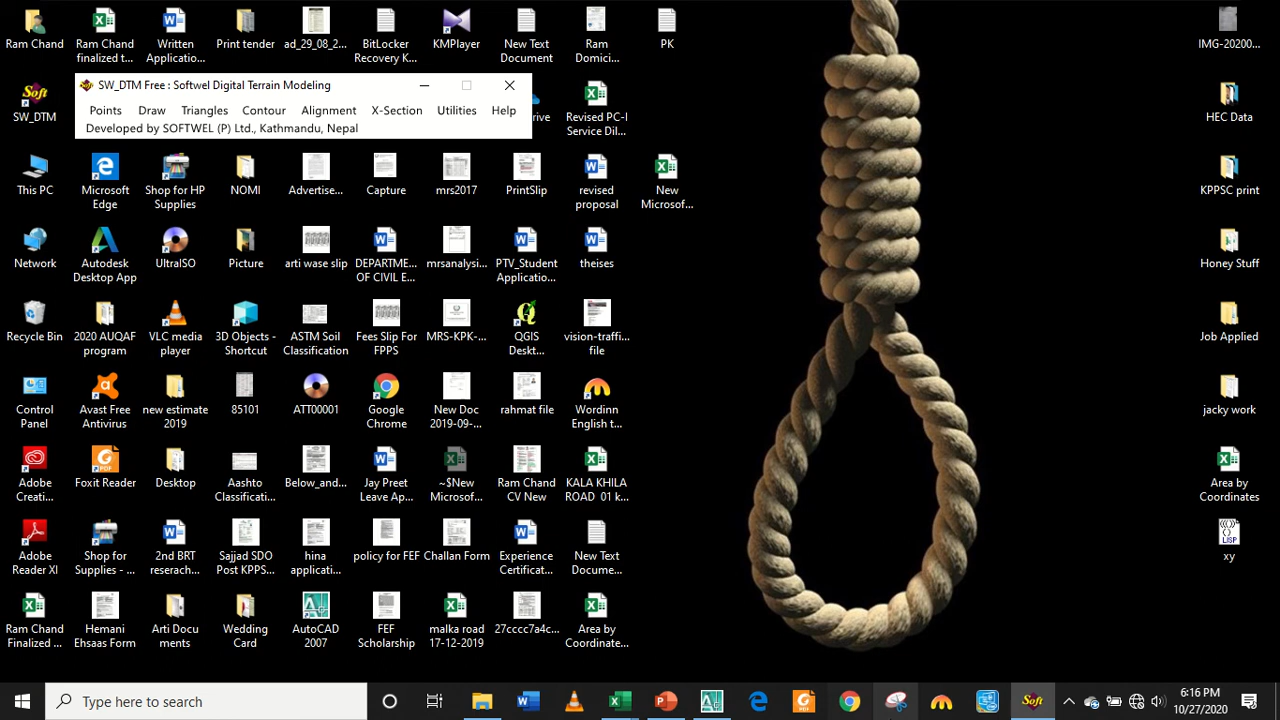 Ram Chand
Ram Chand
finalized t...
Written
Applicatio...
Print tender
ad_29_08_2...
BitLocker
Recovery K...
KMPlayer
New Text
Document
Ram
Domici...
PK
IMG-20200...
SW_DTM
SW_DTM Free : Softwel Digital Terrain Modeling
Points Draw Triangles Contour Alignment X-Section Utilities Help
Developed by SOFTWEL (P) Ltd., Kathmandu, Nepal
Revised PC-I
Service Dil...
HEC Data
This PC
Microsoft
Edge
Shop for HP
Supplies
NOMI
Advertise...
Capture
mrs2017
PrintSlip
revised
proposal
New
Microsof...
KPPSC print
Network
Autodesk
Desktop App
UltraISO
Picture
arti wase slip
DEPARTME...
OF CIVIL E...
mrsanalysi...
PTV_Student
Applicatio...
theises
Honey Stuff
Recycle Bin
2020 AUQAF
program
VLC media
player
3D Objects -
Shortcut
ASTM Soil
Classification
Fees Slip For
FPPS
MRS-KPK-...
QGIS
Deskt...
vision-traffi...
file
Job Applied
Control
Panel
Avast Free
Antivirus
new estimate
2019
85101
ATT00001
Google
Chrome
New Doc
2019-09-...
rahmat file
Wordinn
English t...
jacky work
Adobe
Creati...
Foxit Reader
Desktop
Aashto
Classificati...
Below_and...
Jay Preet
Leave Ap...
~$New
Microsof...
Ram Chand
CV New
KALA KHILA
ROAD 01 k...
Area by
Coordinates
Adobe
Reader XI
Shop for
Supplies - ...
2nd BRT
reserach...
Sajjad SDO
Post KPPS...
hina
applicati...
policy for FEF
Challan Form
Experience
Certificat...
New Text
Docume...
xy
Ram Chand
Finalized ...
Hemani
Ehsaas Form
Arti Docu
ments
Wedding
Card
AutoCAD
2007
FEF
Scholarship
malka road
17-12-2019
27cccc7a4c...
Area by
Coordinate...
Type here to search
Soft
6:16 PM
10/27/2020